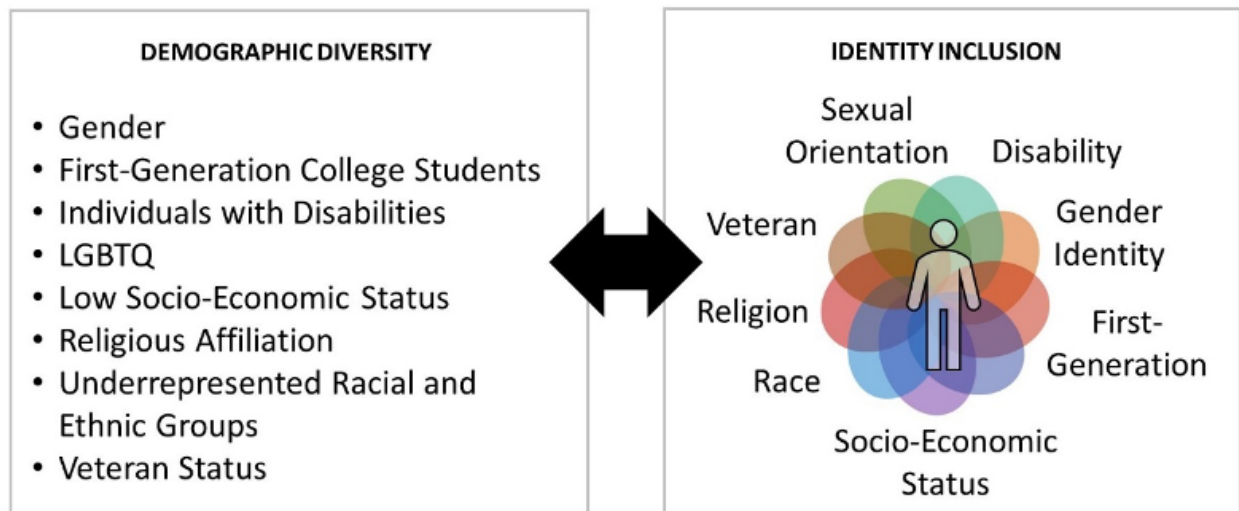 DEMOGRAPHIC DIVERSITY
• Gender
• First-Generation College Students
• Individuals with Disabilities
• LGBTQ
• Low Socio-Economic Status
• Religious Affiliation
• Underrepresented Racial and
Ethnic Groups
• Veteran Status
IDENTITY INCLUSION
Sexual
Orientation
Disability
Veteran
Gender
Identity
Religion
First-
Generation
Race
Socio-Economic
Status